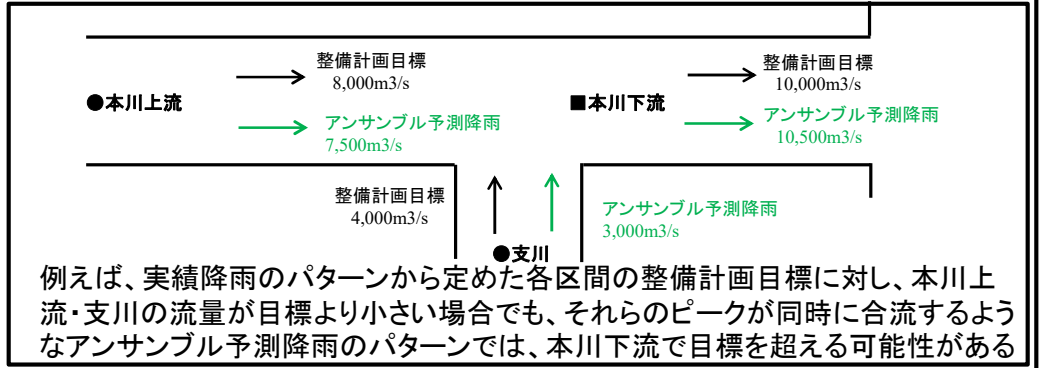 整備計画目標
8,000m3/s
●本川上流
アンサンブル予測降雨
7,500m3/s
整備計画目標
10,000m3/s
■本川下流
アンサンブル予測降雨
10,500m3/s
整備計画目標
4,000m3/s
アンサンブル予測降雨
3,000m3/s
●支川
例えば、実績降雨のパターンから定めた各区間の整備計画目標に対し、本川上
流・支川の流量が目標より小さい場合でも、それらのピークが同時に合流するよう
なアンサンブル予測降雨のパターンでは、本川下流で目標を超える可能性がある